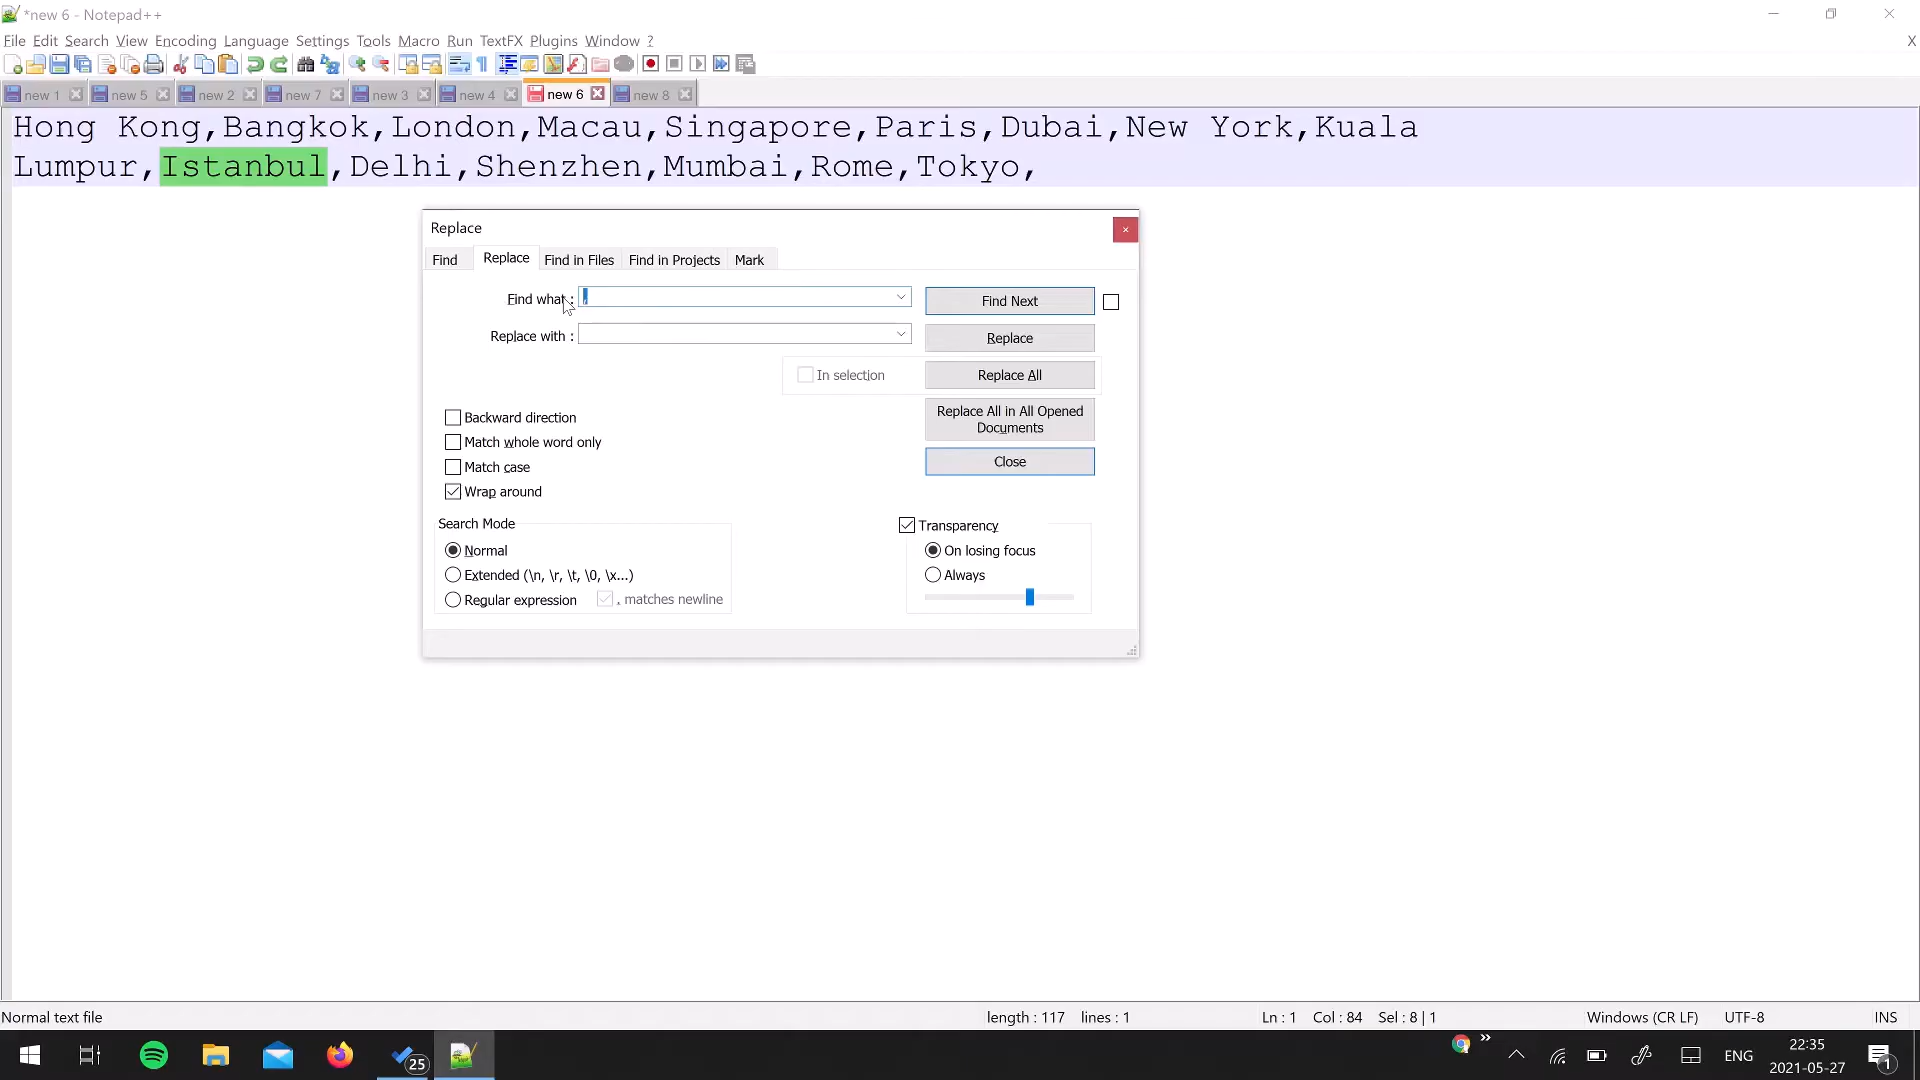 *new 6 - Notepad++
File Edit Search View Encoding Language Settings Tools Macro Run TextFX Plugins Window ? X
new 1 new 5 new 2 new 7 new 3 new 4 new 6 new 8
Hong Kong,Bangkok,London,Macau,Singapore,Paris,Dubai,New York,Kuala
Lumpur,Istanbul,Delhi,Shenzhen,Mumbai,Rome,Tokyo,
Replace
Find Replace Find in Files Find in Projects Mark
Find what : , Find Next
Replace with : Replace
In selection Replace All
Replace All in All Opened
Documents
Backward direction
Match whole word only
Match case
Wrap around
Close
Search Mode
Normal
Extended (\n, \r, \t, \0, \x...)
Regular expression . matches newline
Transparency
On losing focus
Always
Normal text file length : 117 lines : 1 Ln : 1 Col : 84 Sel : 8 | 1 Windows (CR LF) UTF-8 INS
25
ENG
22:35
2021-05-27
1